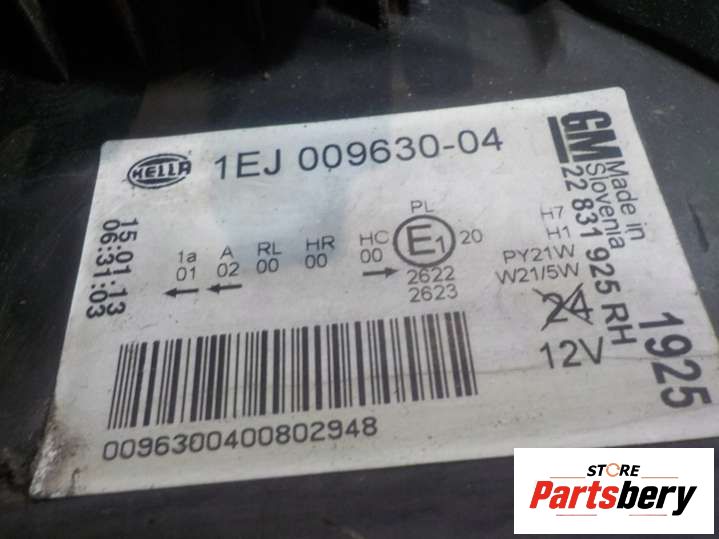 HELLA
1EJ 009630-04
GM
Made in
Slovenia
22 831 925 RH
1925
15.01.13
06:31:03
1a
01
A
02
RL
00
HR
00
HC
00
PL
E1
20
2622
2623
H7
H1
PY21W
W21/5W
24
12V
0096300400802948
STORE
Partsbery